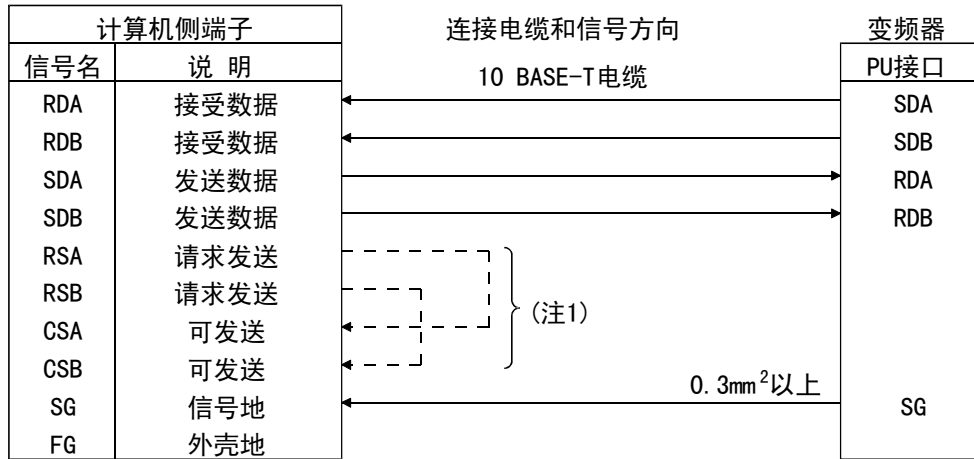 计算机侧端子 连接电缆和信号方向 变频器
信号名 说 明 10 BASE-T电缆 PU接口
RDA 接受数据 SDA
RDB 接受数据 SDB
SDA 发送数据 RDA
SDB 发送数据 RDB
RSA 请求发送
RSB 请求发送
(注1)
CSA 可发送
CSB 可发送
0.3mm²以上
SG 信号地 SG
FG 外壳地